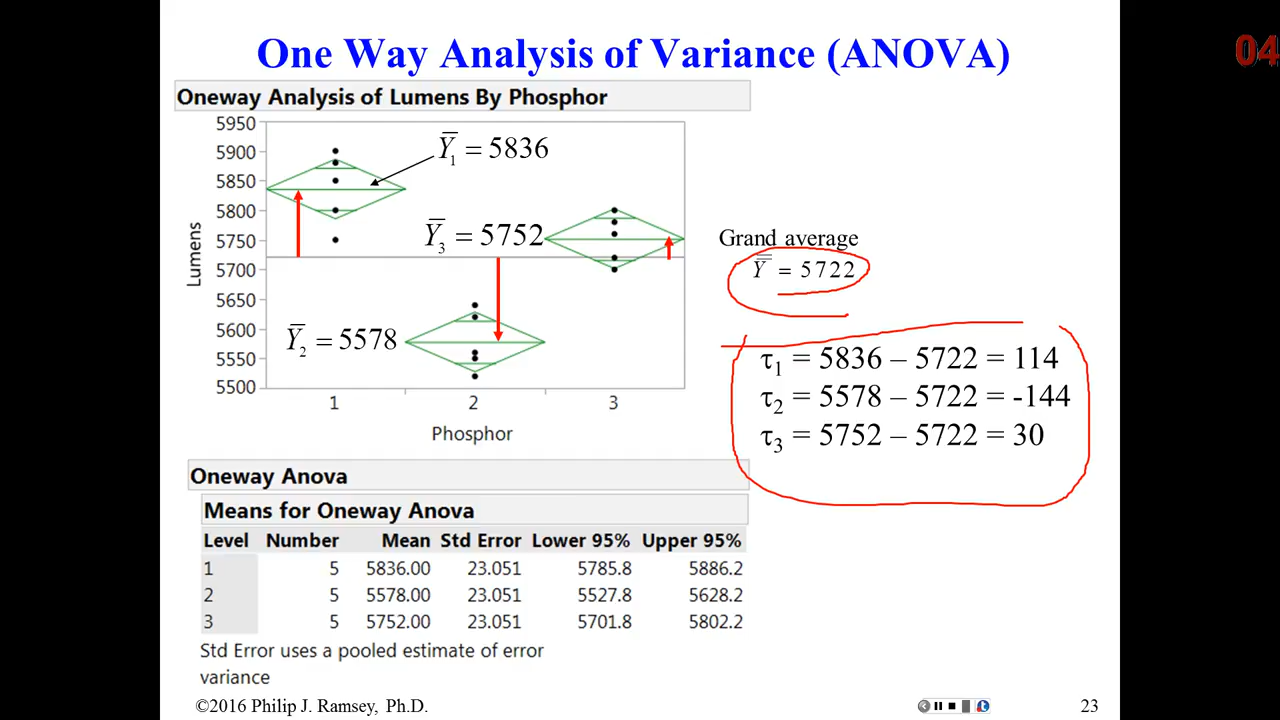 One Way Analysis of Variance (ANOVA)
04
Oneway Analysis of Lumens By Phosphor
5950
5900
5850
5800
5750
5700
5650
5600
5550
5500
Lumens
Y̅₁ = 5836
Y̅₃ = 5752
Y̅₂ = 5578
1 2 3
Phosphor
Grand average
Y̿ = 5722
τ₁ = 5836 – 5722 = 114
τ₂ = 5578 – 5722 = -144
τ₃ = 5752 – 5722 = 30
Oneway Anova
Means for Oneway Anova
Level Number Mean Std Error Lower 95% Upper 95%
1 5 5836.00 23.051 5785.8 5886.2
2 5 5578.00 23.051 5527.8 5628.2
3 5 5752.00 23.051 5701.8 5802.2
Std Error uses a pooled estimate of error
variance
©2016 Philip J. Ramsey, Ph.D.
23